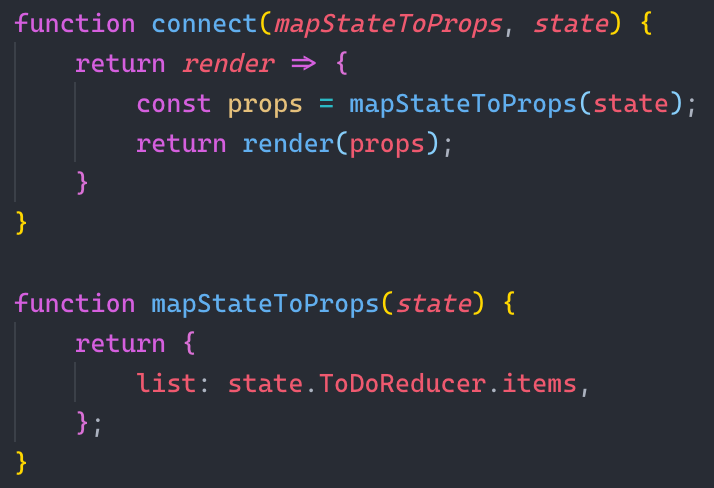 function connect(mapStateToProps, state) {
    return render => {
        const props = mapStateToProps(state);
        return render(props);
    }
}

function mapStateToProps(state) {
    return {
        list: state.ToDoReducer.items,
    };
}